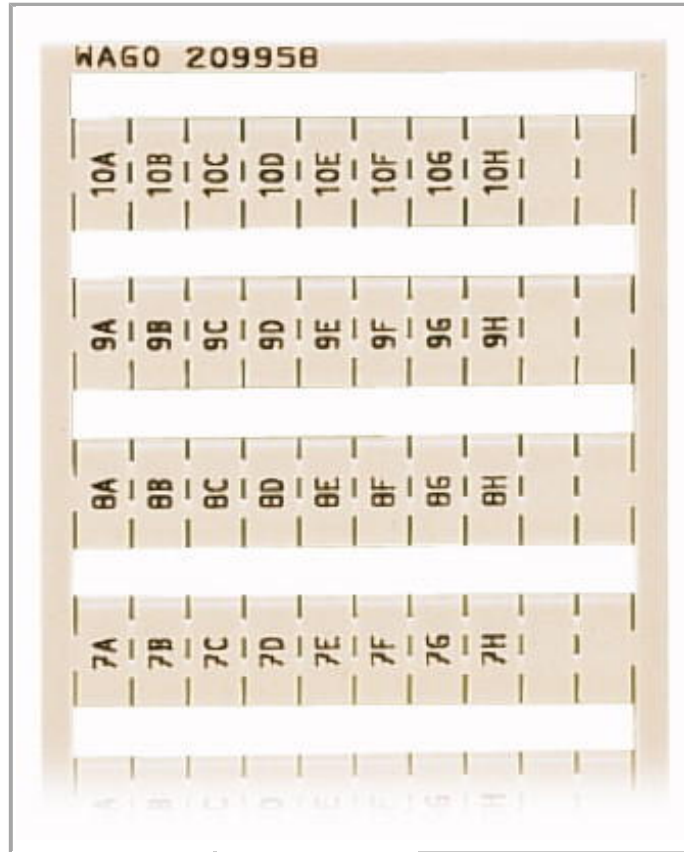 WAGO 209958
10A 10B 10C 10D 10E 10F 10G 10H
9A 9B 9C 9D 9E 9F 9G 9H
8A 8B 8C 8D 8E 8F 8G 8H
7A 7B 7C 7D 7E 7F 7G 7H